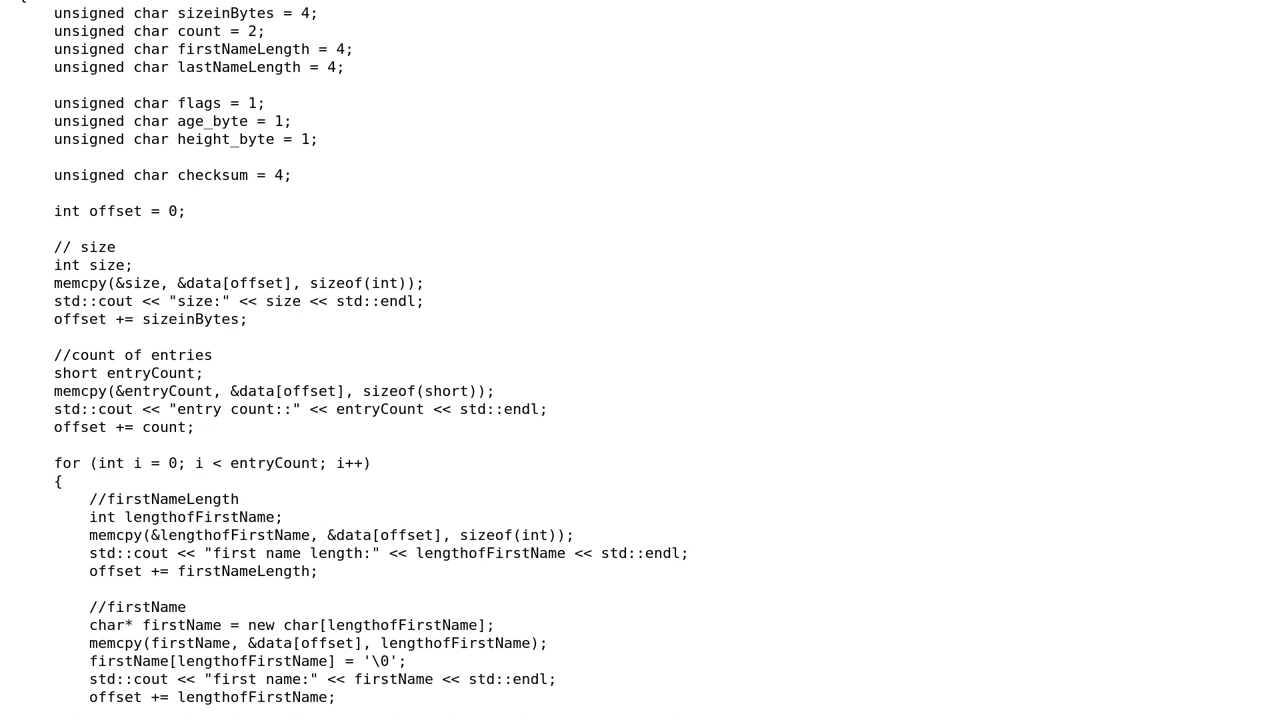 {
    unsigned char sizeinBytes = 4;
    unsigned char count = 2;
    unsigned char firstNameLength = 4;
    unsigned char lastNameLength = 4;

    unsigned char flags = 1;
    unsigned char age_byte = 1;
    unsigned char height_byte = 1;

    unsigned char checksum = 4;

    int offset = 0;

    // size
    int size;
    memcpy(&size, &data[offset], sizeof(int));
    std::cout << "size:" << size << std::endl;
    offset += sizeinBytes;

    //count of entries
    short entryCount;
    memcpy(&entryCount, &data[offset], sizeof(short));
    std::cout << "entry count::" << entryCount << std::endl;
    offset += count;

    for (int i = 0; i < entryCount; i++)
    {
        //firstNameLength
        int lengthofFirstName;
        memcpy(&lengthofFirstName, &data[offset], sizeof(int));
        std::cout << "first name length:" << lengthofFirstName << std::endl;
        offset += firstNameLength;

        //firstName
        char* firstName = new char[lengthofFirstName];
        memcpy(firstName, &data[offset], lengthofFirstName);
        firstName[lengthofFirstName] = '\0';
        std::cout << "first name:" << firstName << std::endl;
        offset += lengthofFirstName;